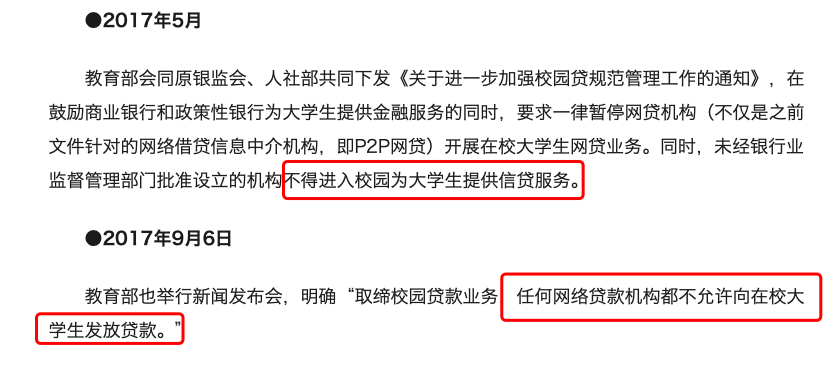 ●2017年5月
教育部会同原银监会、人社部共同下发《关于进一步加强校园贷规范管理工作的通知》，在
鼓励商业银行和政策性银行为大学生提供金融服务的同时，要求一律暂停网贷机构（不仅是之前
文件针对的网络借贷信息中介机构，即P2P网贷）开展在校大学生网贷业务。同时，未经银行业
监督管理部门批准设立的机构不得进入校园为大学生提供信贷服务。
●2017年9月6日
教育部也举行新闻发布会，明确“取缔校园贷款业务 任何网络贷款机构都不允许向在校大
学生发放贷款。”